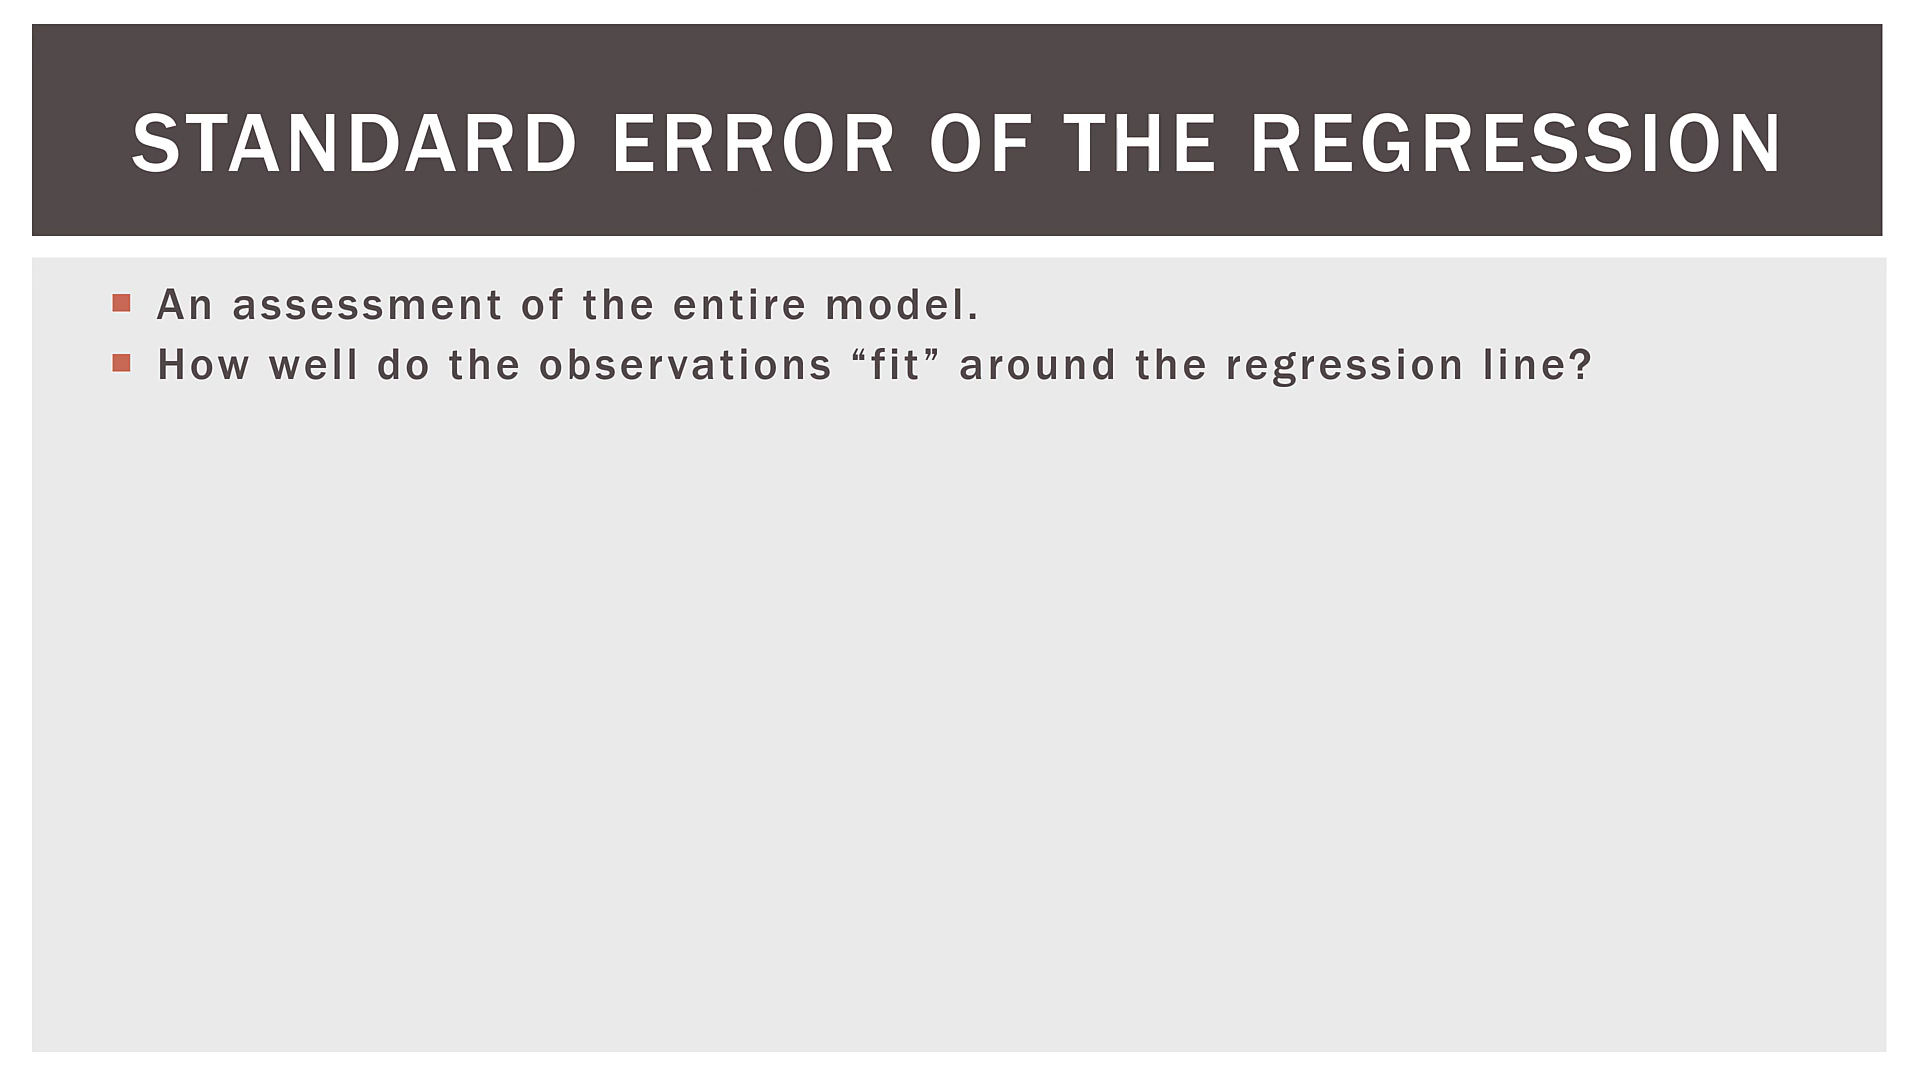 STANDARD ERROR OF THE REGRESSION
An assessment of the entire model.
How well do the observations “fit” around the regression line?